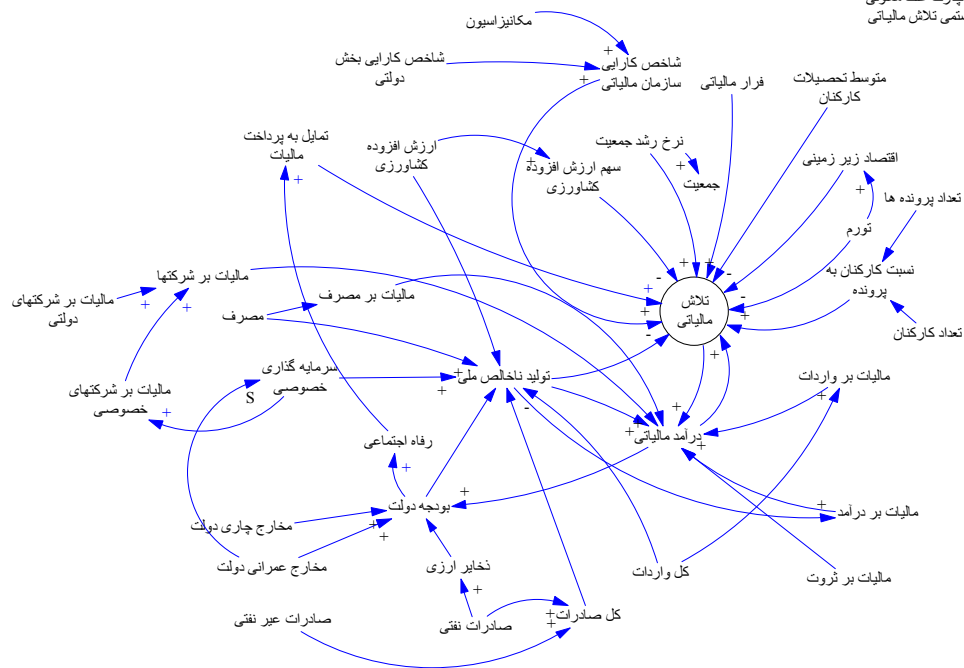 ستمی تلاش مالیاتی
مکانیزاسیون
شاخص کارایی
سازمان مالیاتی
شاخص کارایی بخش
دولتی
فرار مالیاتی
متوسط تحصیلات
کارکنان
تمایل به پرداخت
مالیات
ارزش افزوده
کشاورزی
سهم ارزش افزوده
کشاورزی
نرخ رشد جمعیت
جمعیت
اقتصاد زیر زمینی
تعداد پرونده ها
تورم
نسبت کارکنان به
پرونده
تعداد کارکنان
تلاش
مالیاتی
مالیات بر شرکتها
مالیات بر شرکتهای
دولتی
مالیات بر مصرف
مصرف
سرمایه گذاری
خصوصی
S
تولید ناخالص ملی
مالیات بر شرکتهای
خصوصی
مالیات بر واردات
رفاه اجتماعی
درآمد مالیاتی
بودجه دولت
مالیات بر درآمد
مخارج چاری دولت
مخارج عمرانی دولت
ذخایر ارزی
کل واردات
مالیات بر ثروت
صادرات عیر نفتی
صادرات نفتی
کل صادرات